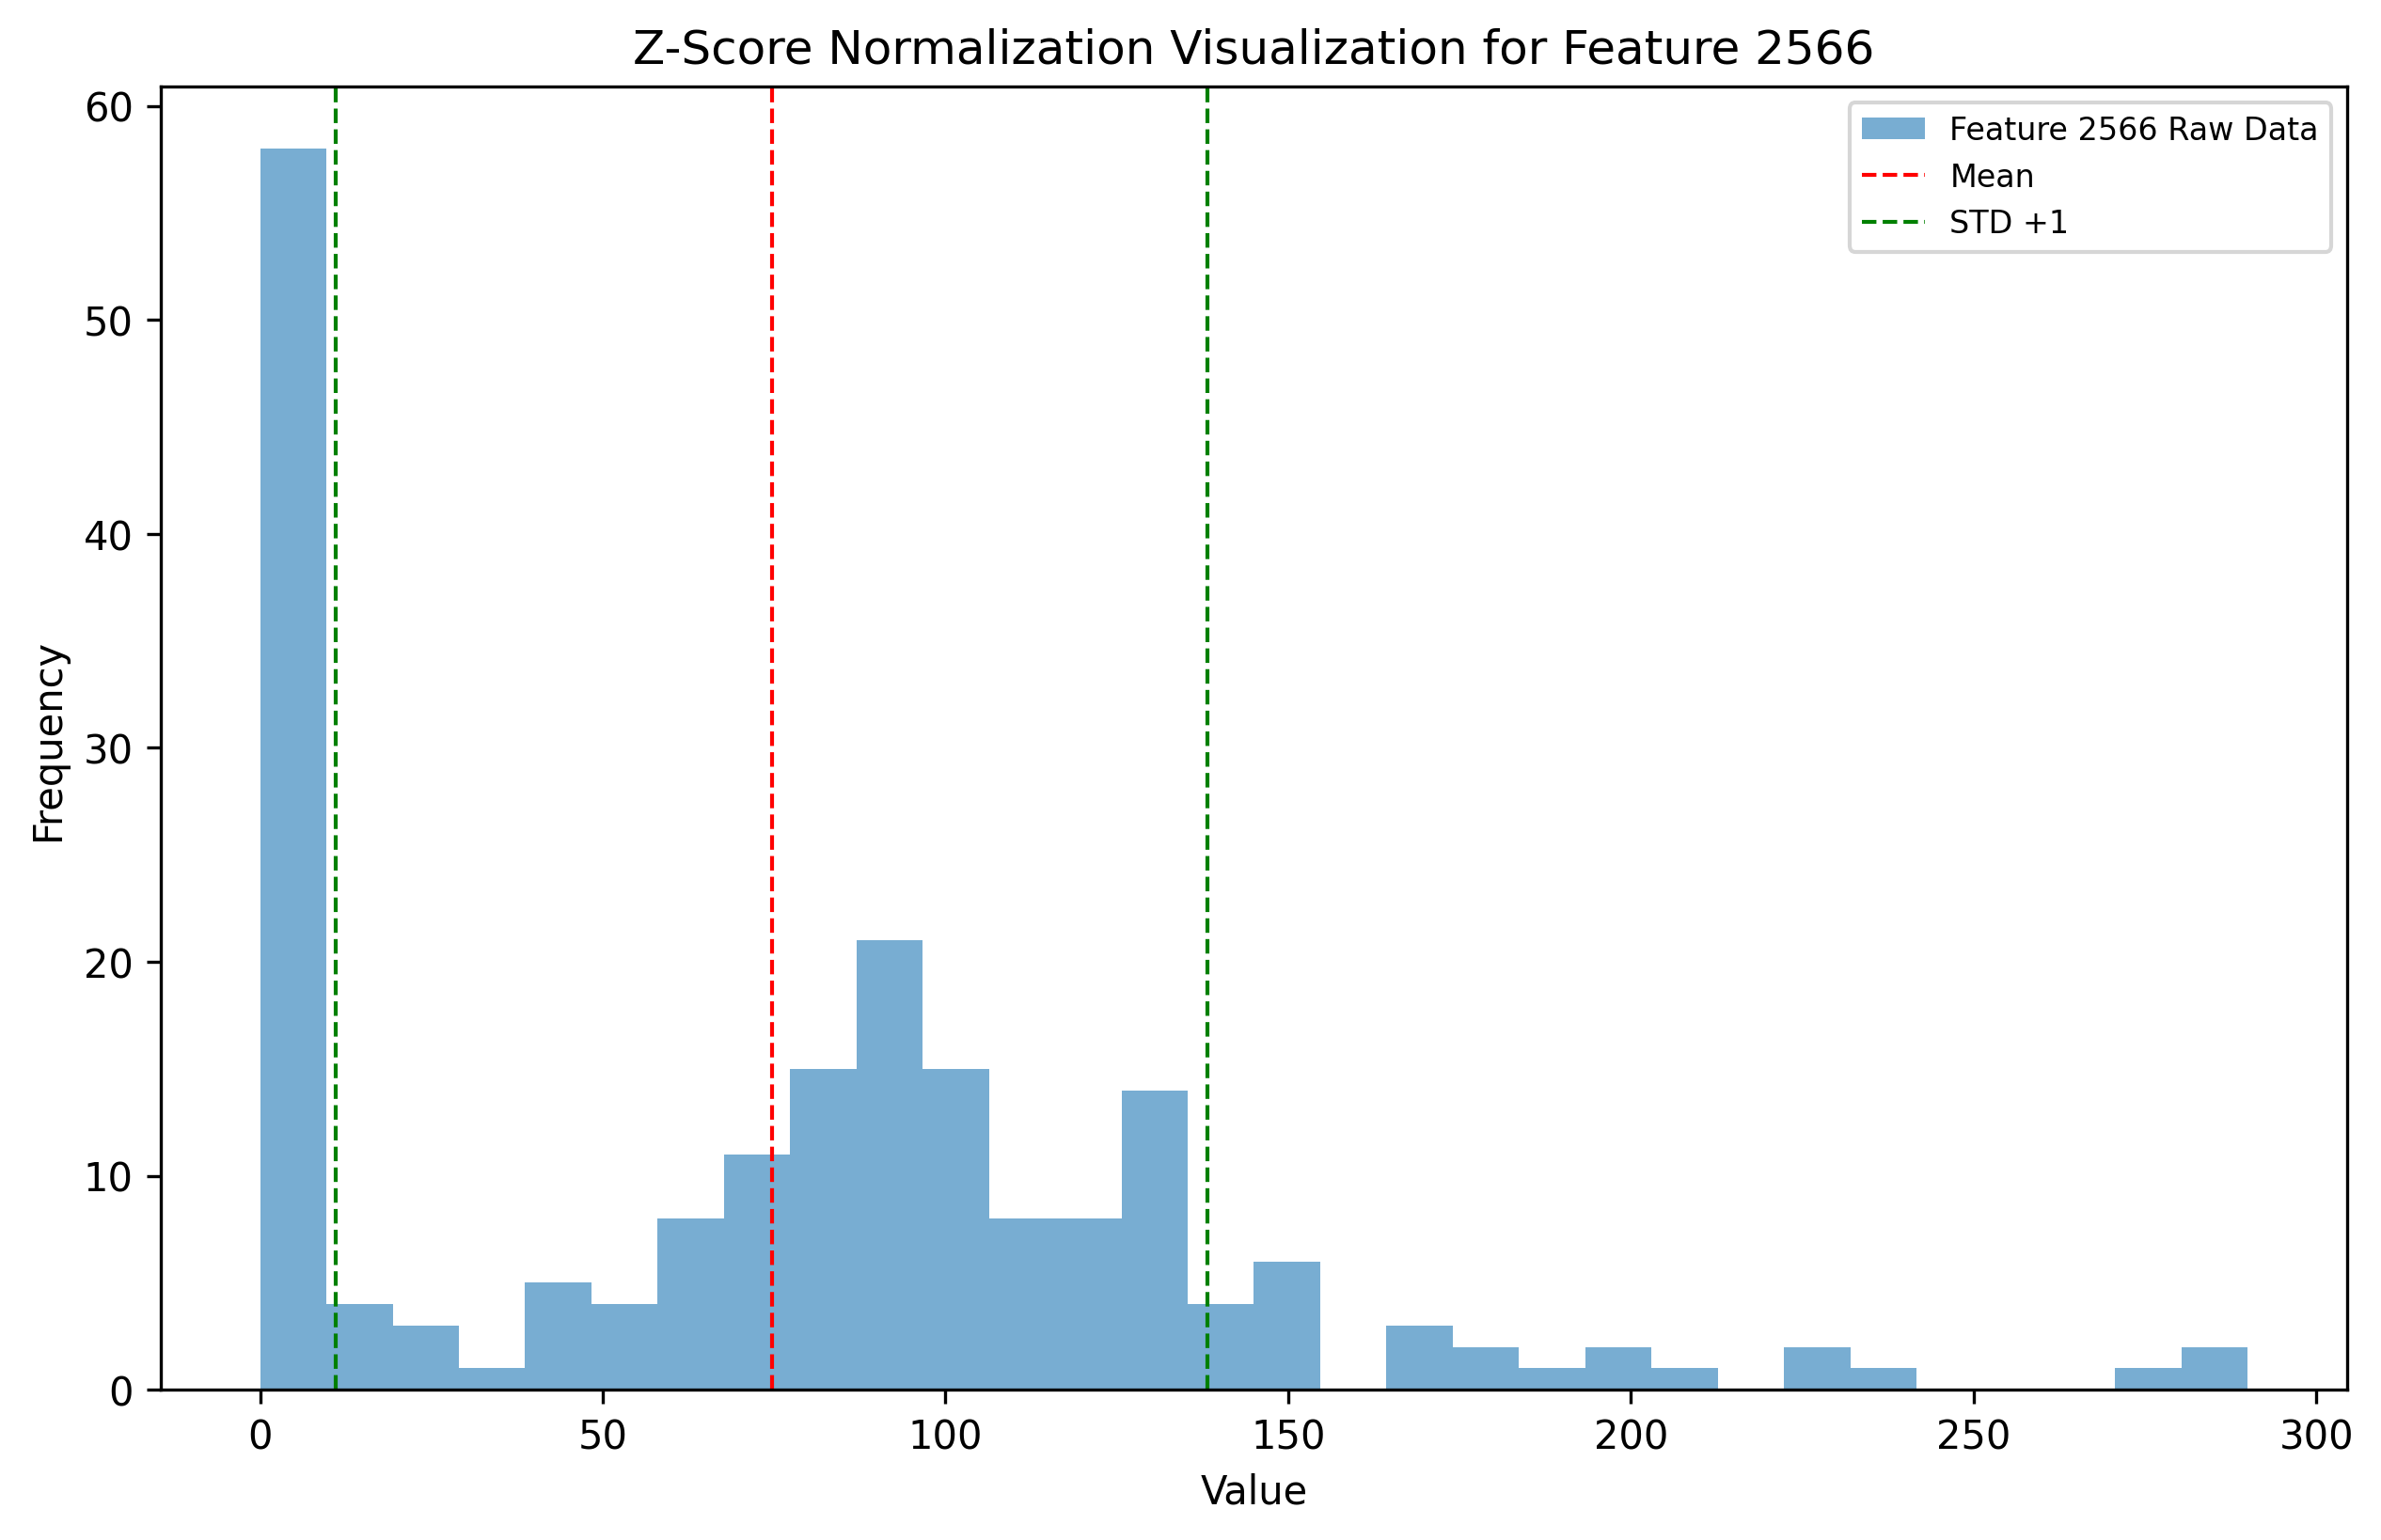 Z-Score Normalization Visualization for Feature 2566
Feature 2566 Raw Data
Mean
STD +1
60
50
40
30
20
10
0
Frequency
0 50 100 150 200 250 300
Value